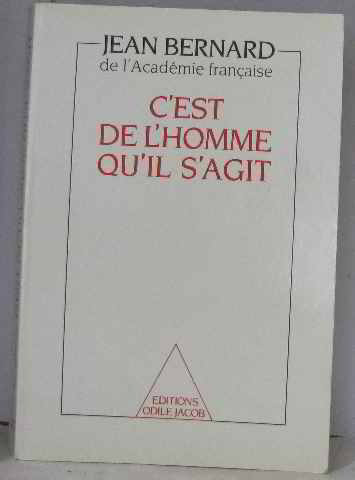 JEAN BERNARD
de l'Académie française
C'EST
DE L'HOMME
QU'IL S'AGIT
EDITIONS
ODILE JACOB